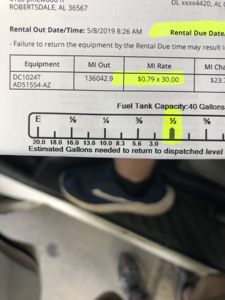 ROBERTSDALE, AL 36567
DL xxxx4420, AL
Rental Out Date/Time: 5/8/2019 8:26 AM
Rental Due Date
- Failure to return the equipment by the Rental Due time may result i
Equipment MI Out MI Rate MI Cha
DC1024T 136042.9 $0.79 x 30.00 $23.
AD51554-AZ
Fuel Tank Capacity:40 Gallons
E ⅛ ¼ ⅜ ½ ⅝
20.0 18.0 16.0 13.6 10.0 8.3 5.6 3.0
Estimated Gallons needed to return to dispatched level